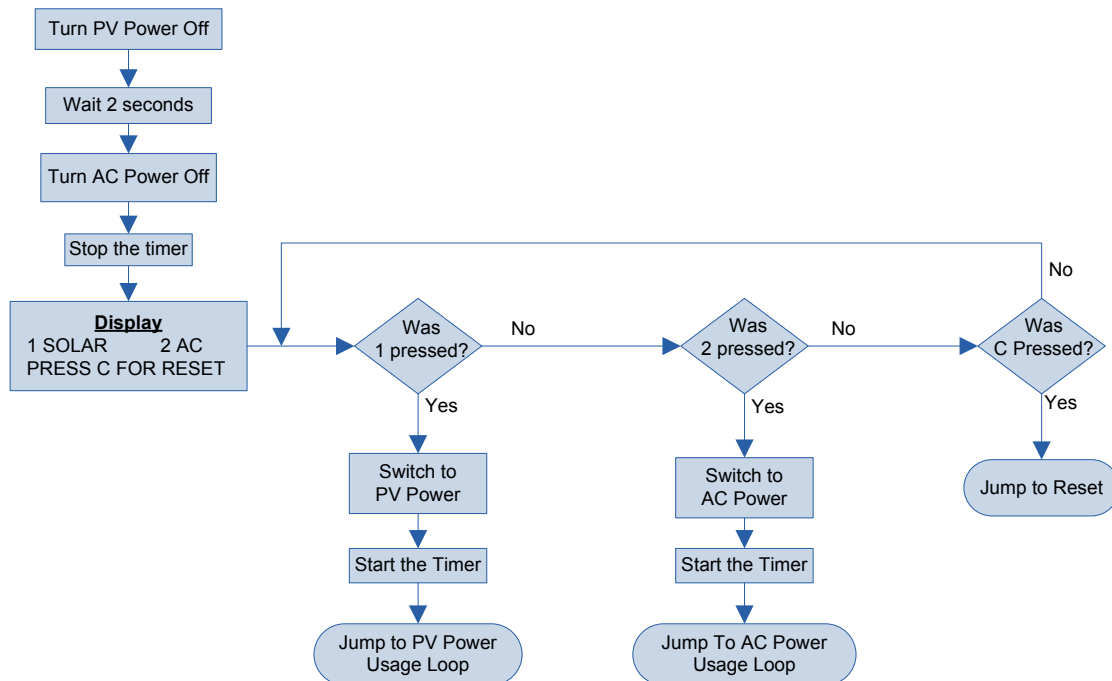 Turn PV Power Off
Wait 2 seconds
Turn AC Power Off
Stop the timer
Display
1 SOLAR 2 AC
PRESS C FOR RESET
Was
1 pressed?
No
Yes
Switch to
PV Power
Start the Timer
Jump to PV Power
Usage Loop
Was
2 pressed?
No
Yes
Switch to
AC Power
Start the Timer
Jump To AC Power
Usage Loop
Was
C Pressed?
No
Yes
Jump to Reset